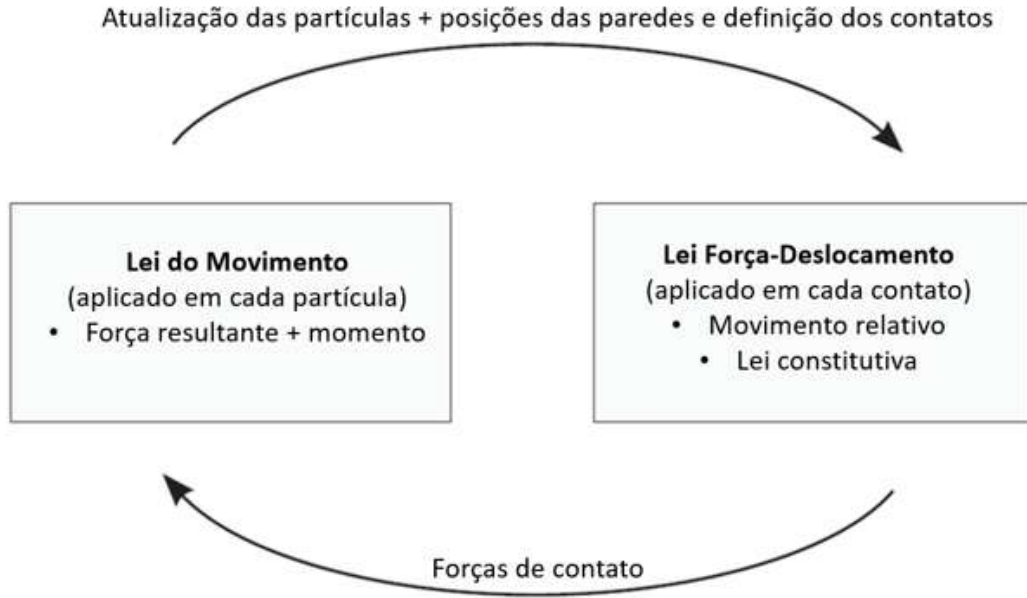 Atualização das partículas + posições das paredes e definição dos contatos
Lei do Movimento
(aplicado em cada partícula)
• Força resultante + momento
Lei Força-Deslocamento
(aplicado em cada contato)
• Movimento relativo
• Lei constitutiva
Forças de contato